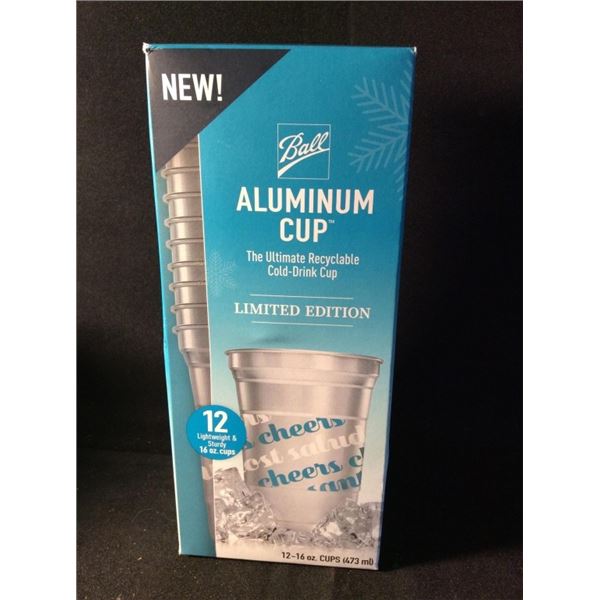 NEW!
Ball
ALUMINUM
CUP™
The Ultimate Recyclable
Cold-Drink Cup
LIMITED EDITION
12
Lightweight &
Sturdy
16 oz. cups
cheers
salud
cheers
12-16 oz. CUPS (473 ml)